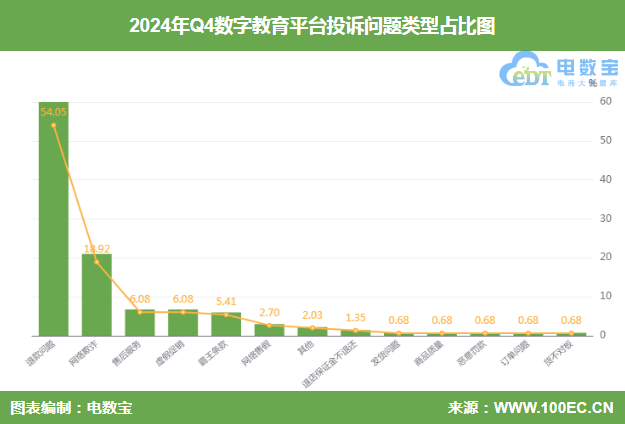 2024年Q4数字教育平台投诉问题类型占比图
电数宝
电商大数据库
EDT
%
60
50
40
30
20
10
0
54.05
18.92
6.08
6.08
5.41
2.70
2.03
1.35
0.68
0.68
0.68
0.68
0.68
退款问题
网络欺诈
售后服务
虚假促销
霸王条款
网络售假
其他
退店保证金不退还
发货问题
商品质量
恶意罚款
订单问题
货不对板
图表编制：电数宝
来源：WWW.100EC.CN